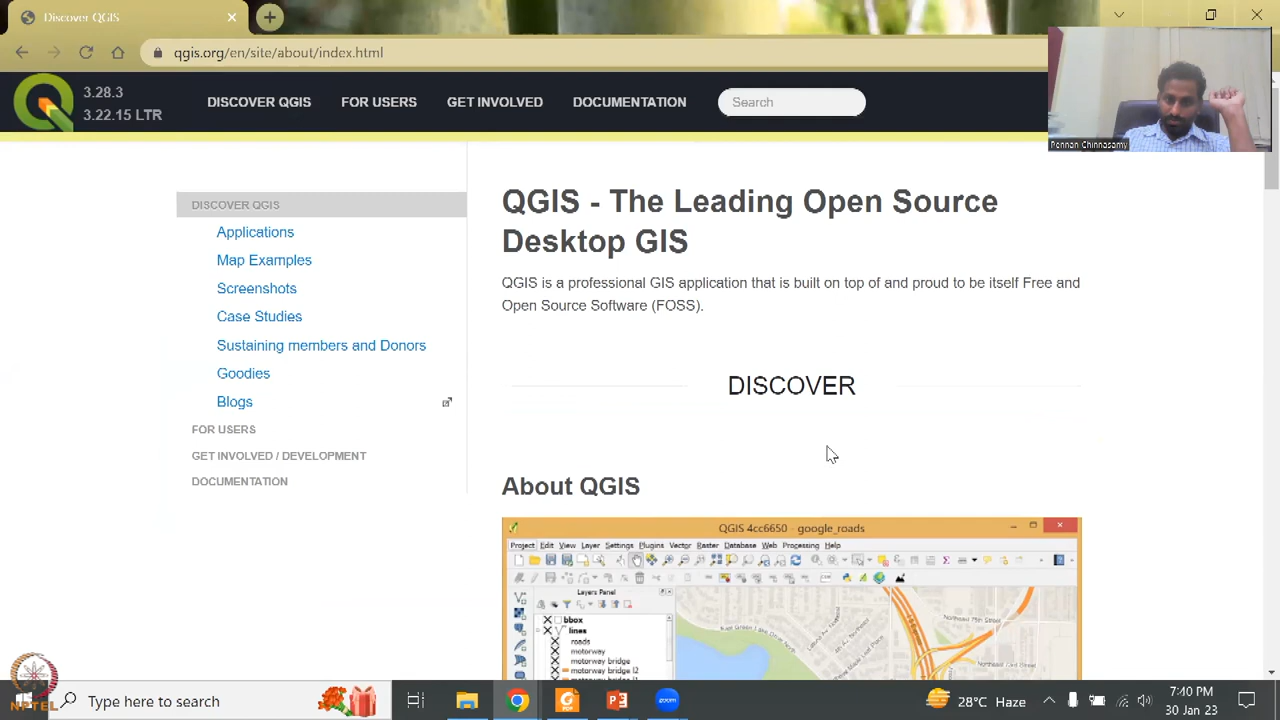 Discover QGIS
qgis.org/en/site/about/index.html
3.28.3
3.22.15 LTR
DISCOVER QGIS
FOR USERS
GET INVOLVED
DOCUMENTATION
Search
Pennan Chinnasamy
DISCOVER QGIS
Applications
Map Examples
Screenshots
Case Studies
Sustaining members and Donors
Goodies
Blogs
FOR USERS
GET INVOLVED / DEVELOPMENT
DOCUMENTATION
QGIS - The Leading Open Source
Desktop GIS
QGIS is a professional GIS application that is built on top of and proud to be itself Free and
Open Source Software (FOSS).
DISCOVER
About QGIS
QGIS 4cc6650 - google_roads
Project Edit View Layer Settings Plugins Vector Raster Database Web Processing Help
Layers Panel
bbox
lines
roads
motorway
motorway bridge
motorway bridge l2
NPTEL
Type here to search
28°C Haze
7:40 PM
30 Jan 23